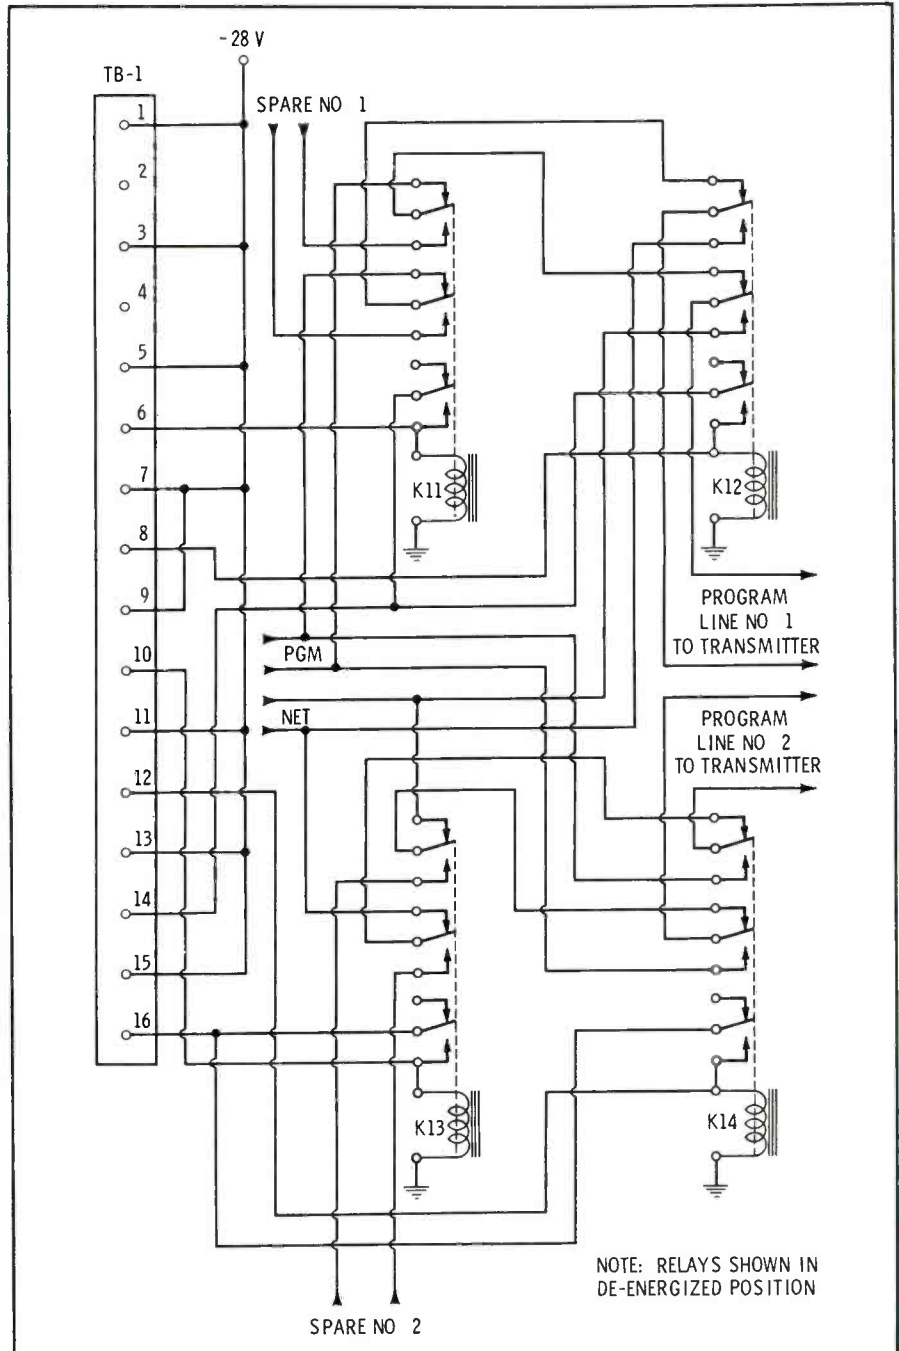 -28 V
TB-1
SPARE NO 1
1
2
3
4
5
6
7
8
9
10
11
12
13
14
15
16
K11
K12
PROGRAM
LINE NO 1
TO TRANSMITTER
PGM
NET
PROGRAM
LINE NO 2
TO TRANSMITTER
K13
K14
NOTE: RELAYS SHOWN IN
DE-ENERGIZED POSITION
SPARE NO 2